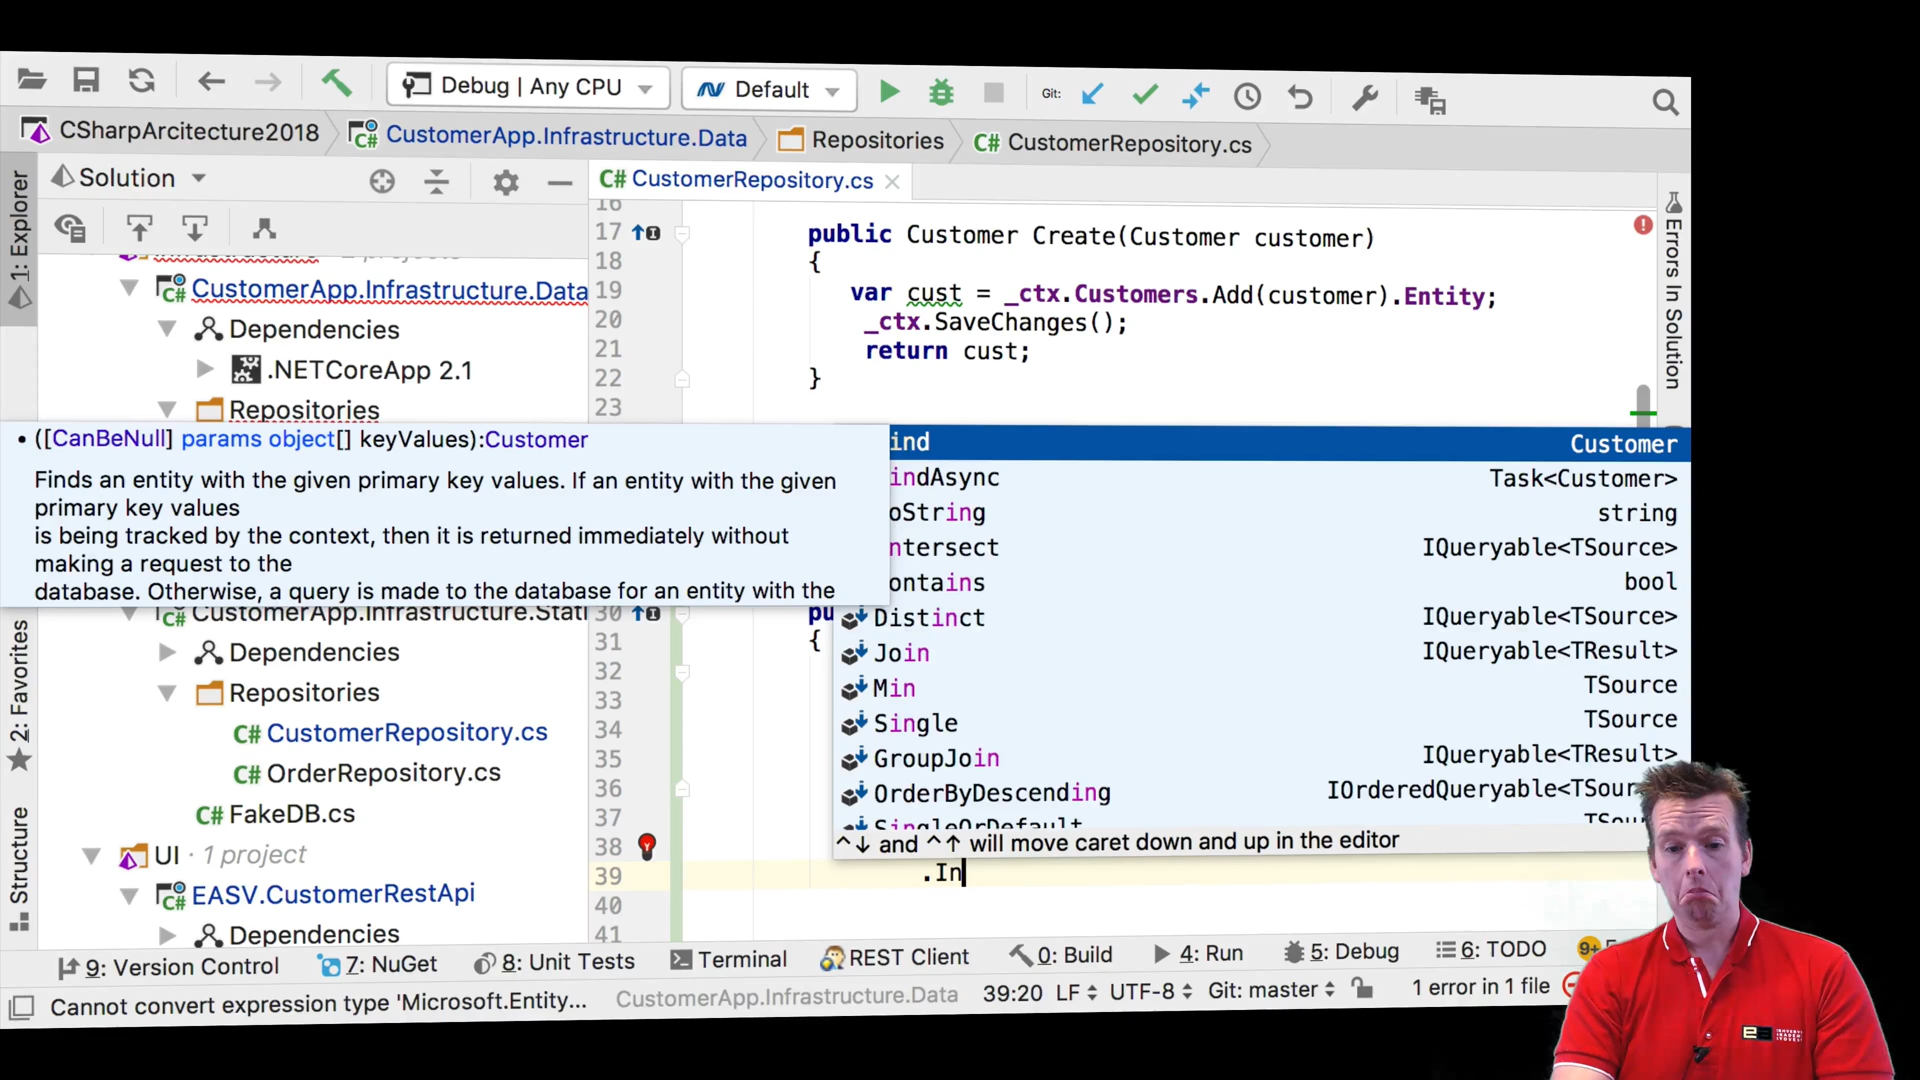 Debug | Any CPU
Default
Git:
CSharpArcitecture2018
CustomerApp.Infrastructure.Data
Repositories
C# CustomerRepository.cs
Solution
C# CustomerRepository.cs
1: Explorer
2: Favorites
Structure
Errors In Solution
CustomerApp.Infrastructure.Data
Dependencies
.NETCoreApp 2.1
Repositories
16
17
public Customer Create(Customer customer)
18
{
19
var cust = _ctx.Customers.Add(customer).Entity;
20
_ctx.SaveChanges();
21
return cust;
22
}
23
• ([CanBeNull] params object[] keyValues):Customer
Finds an entity with the given primary key values. If an entity with the given
primary key values
is being tracked by the context, then it is returned immediately without
making a request to the
database. Otherwise, a query is made to the database for an entity with the
ind Customer
indAsync Task<Customer>
oString string
ntersect IQueryable<TSource>
ontains bool
Distinct IQueryable<TSource>
Join IQueryable<TResult>
Min TSource
Single TSource
GroupJoin IQueryable<TResult>
OrderByDescending IOrderedQueryable<TSour
SingleOrDefault TSou
^↓ and ^↑ will move caret down and up in the editor
C# CustomerApp.Infrastructure.Stati
Dependencies
Repositories
C# CustomerRepository.cs
C# OrderRepository.cs
C# FakeDB.cs
UI · 1 project
EASV.CustomerRestApi
Dependencies
30
pu
31
{
32
33
34
35
36
37
38
39
.In
40
41
9: Version Control
7: NuGet
8: Unit Tests
Terminal
REST Client
0: Build
4: Run
5: Debug
6: TODO
9+
Cannot convert expression type 'Microsoft.Entity...
CustomerApp.Infrastructure.Data
39:20
LF
UTF-8
Git: master
1 error in 1 file